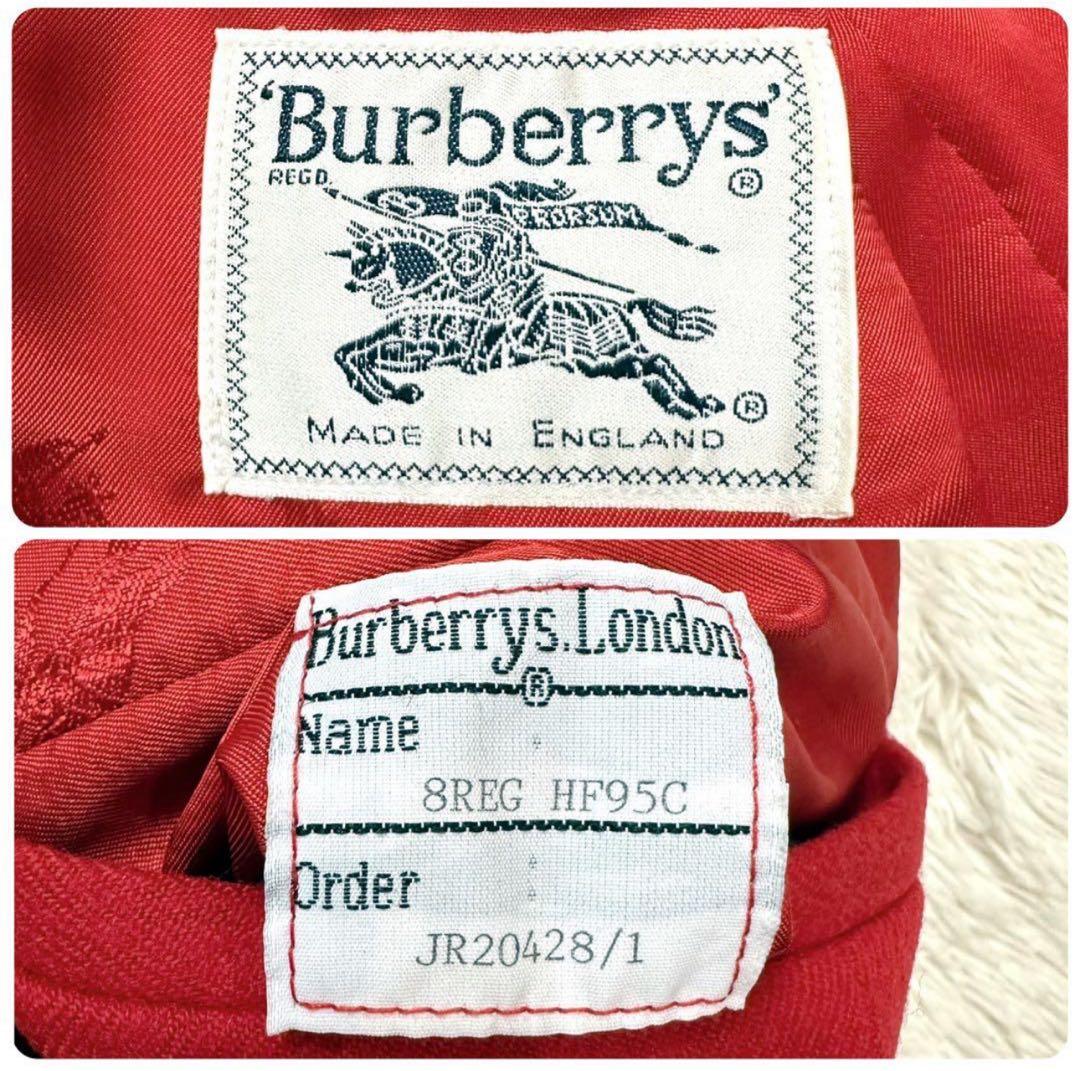 ‘Burberrys’
REGD. ®
PRORSUM
®
MADE IN ENGLAND
Burberrys.London
®
Name
8REG HF95C
Order
JR20428/1